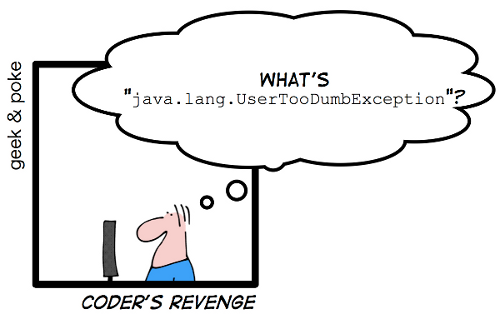 geek & poke
WHAT'S
"java.lang.UserTooDumbException"?
CODER'S REVENGE